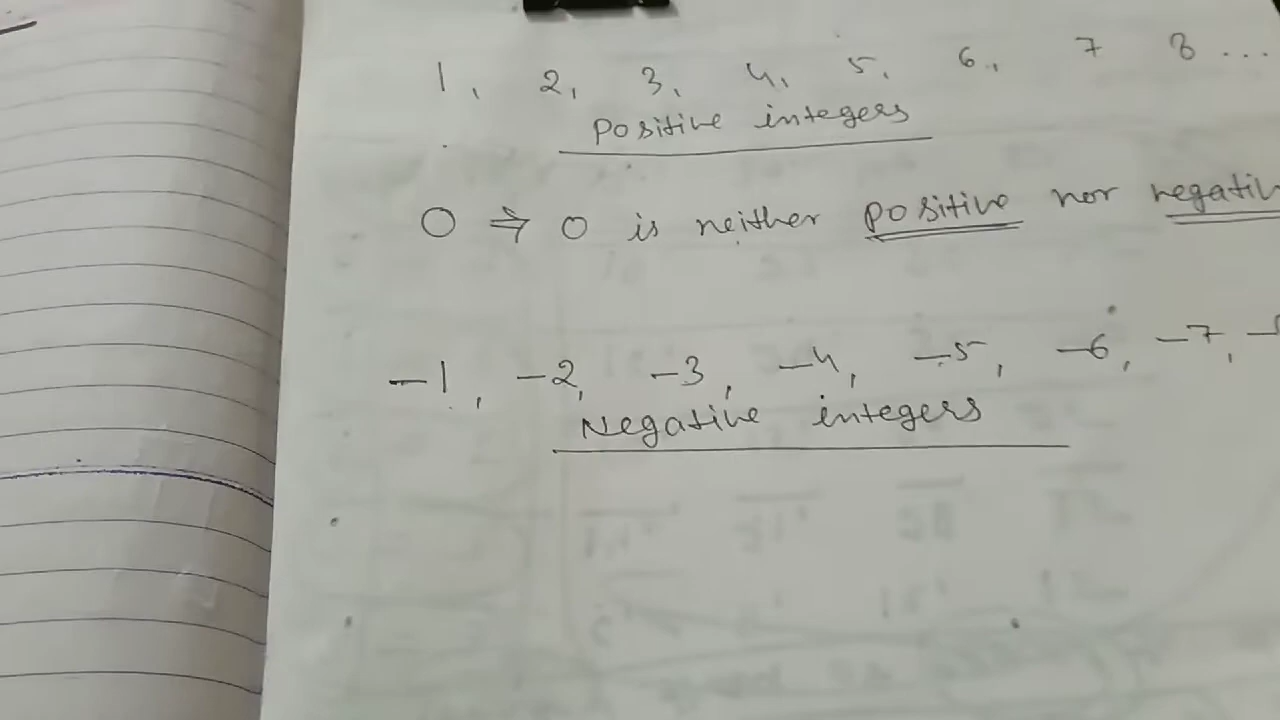 1, 2, 3, 4, 5, 6, 7 8 ...
Positive integers
0 ⇒ 0 is neither positive nor negativ
-1, -2, -3, -4, -5, -6, -7, -
Negative integers